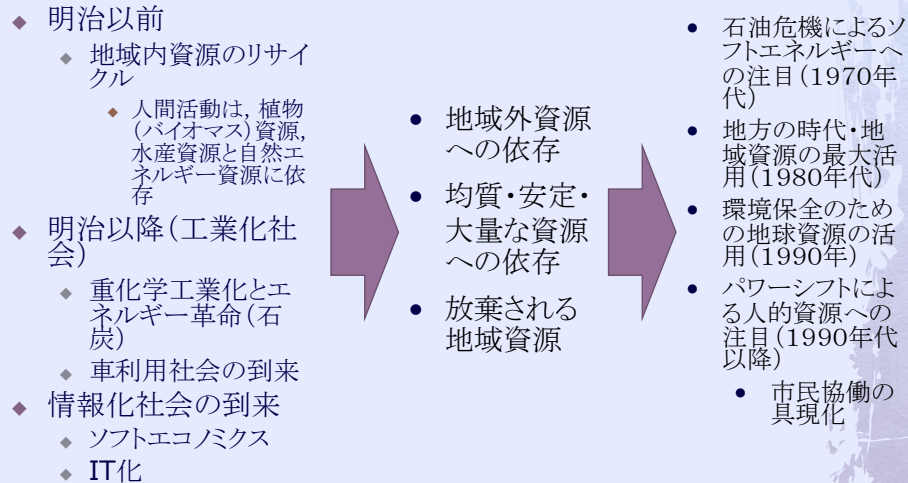 明治以前
地域内資源のリサイ
クル
人間活動は，植物
（バイオマス）資源，
水産資源と自然エ
ネルギー資源に依
存
明治以降（工業化社
会）
重化学工業化とエ
ネルギー革命（石
炭）
車利用社会の到来
情報化社会の到来
ソフトエコノミクス
IT化
地域外資源
への依存
均質・安定・
大量な資源
への依存
放棄される
地域資源
石油危機によるソ
フトエネルギーへ
の注目（1970年
代）
地方の時代・地
域資源の最大活
用（1980年代）
環境保全のため
の地球資源の活
用（1990年）
パワーシフトによ
る人的資源への
注目（1990年代
以降）
市民協働の
具現化